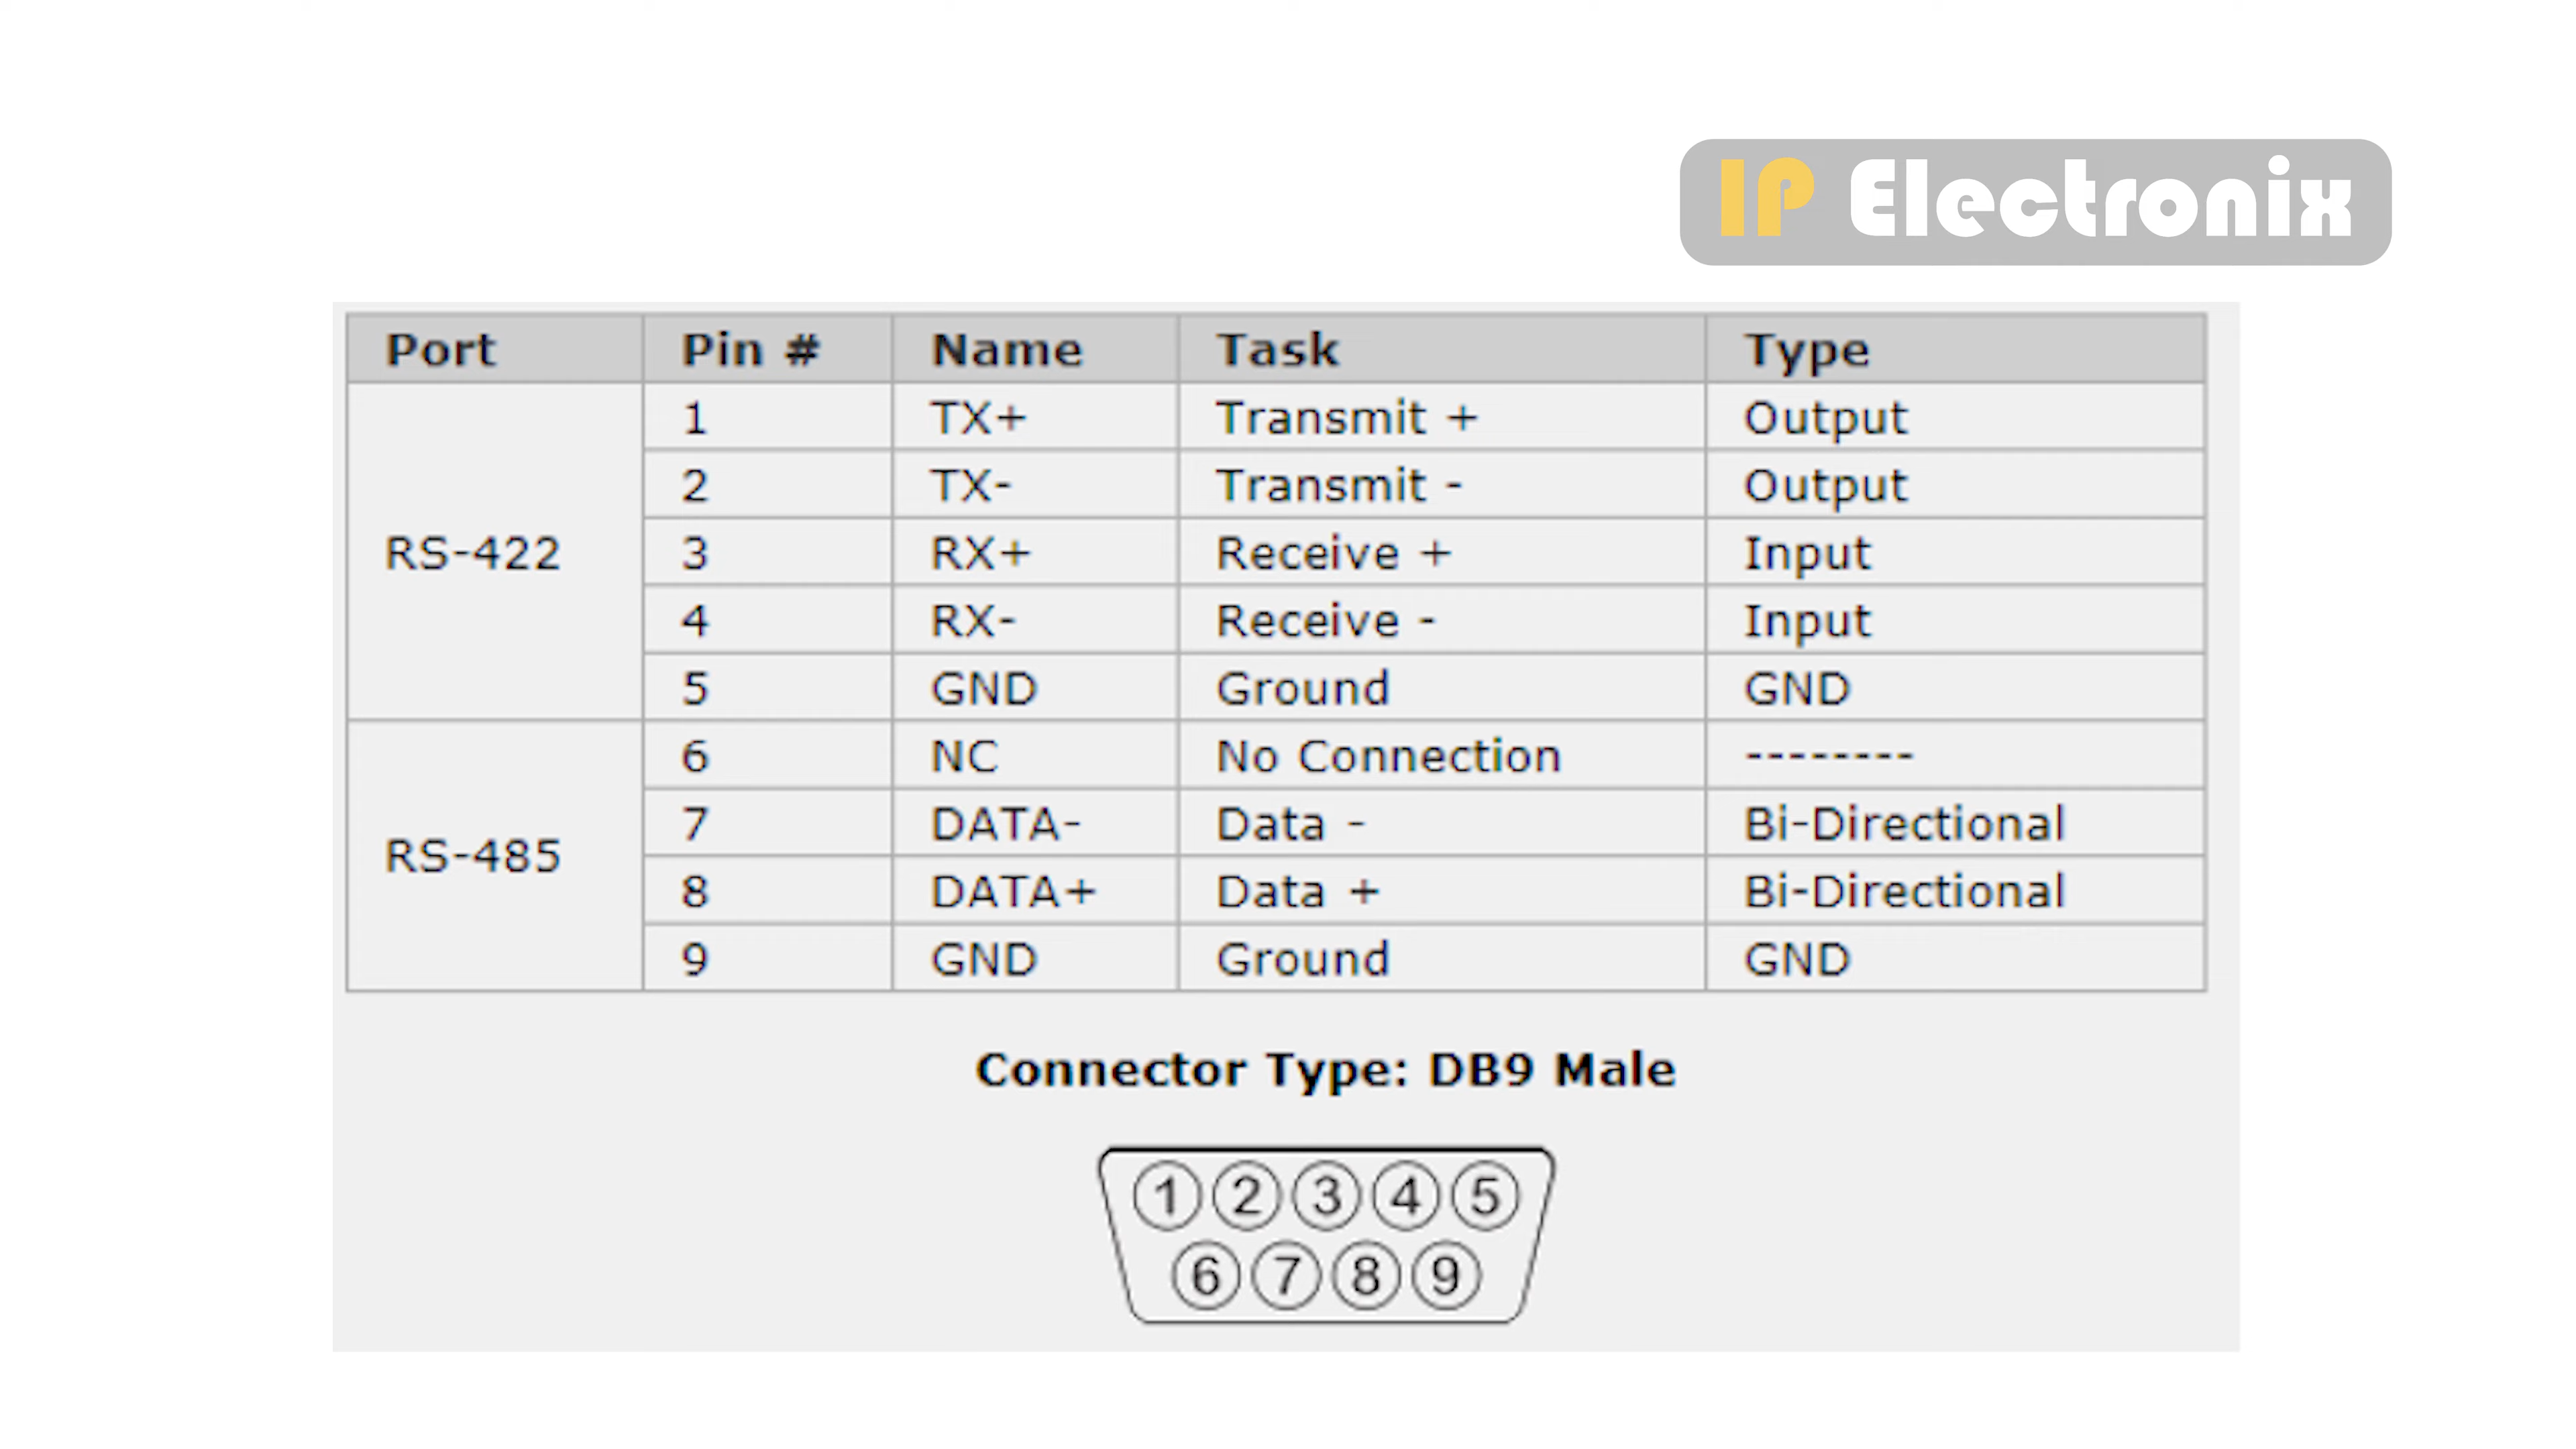 IP Electronix
Port Pin # Name Task Type
RS-422
1 TX+ Transmit + Output
2 TX- Transmit - Output
3 RX+ Receive + Input
4 RX- Receive - Input
5 GND Ground GND
RS-485
6 NC No Connection --------
7 DATA- Data - Bi-Directional
8 DATA+ Data + Bi-Directional
9 GND Ground GND
Connector Type: DB9 Male
1 2 3 4 5
6 7 8 9